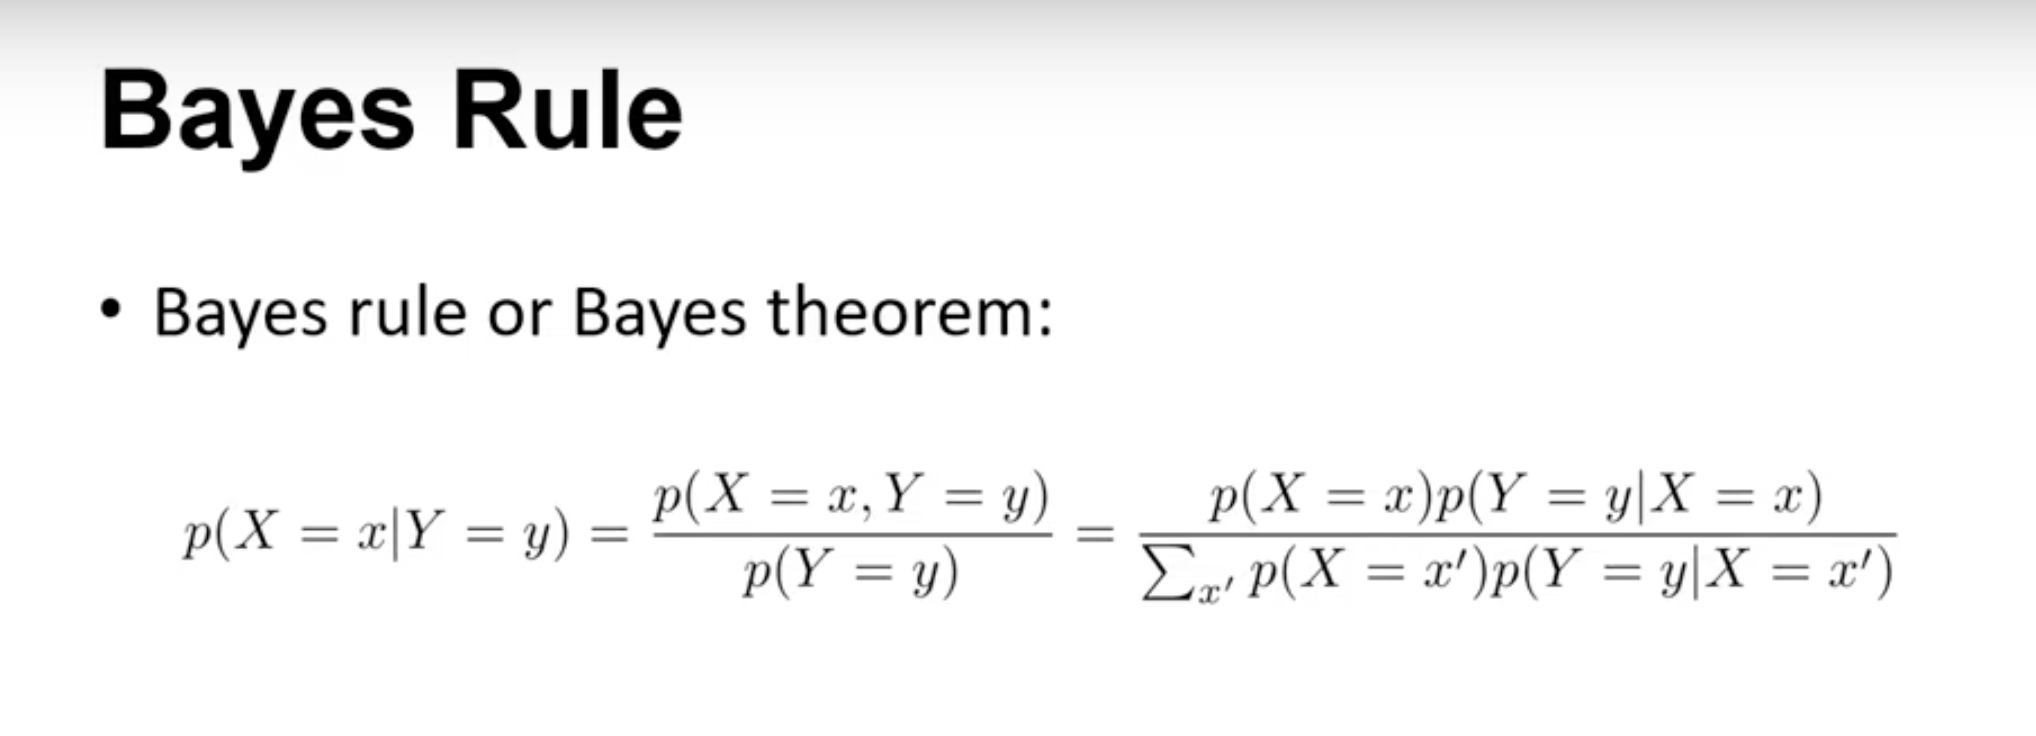 Bayes Rule
• Bayes rule or Bayes theorem:
p(X = x|Y = y) = \frac{p(X = x, Y = y)}{p(Y = y)} = \frac{p(X = x)p(Y = y|X = x)}{\sum_{x'} p(X = x')p(Y = y|X = x')}